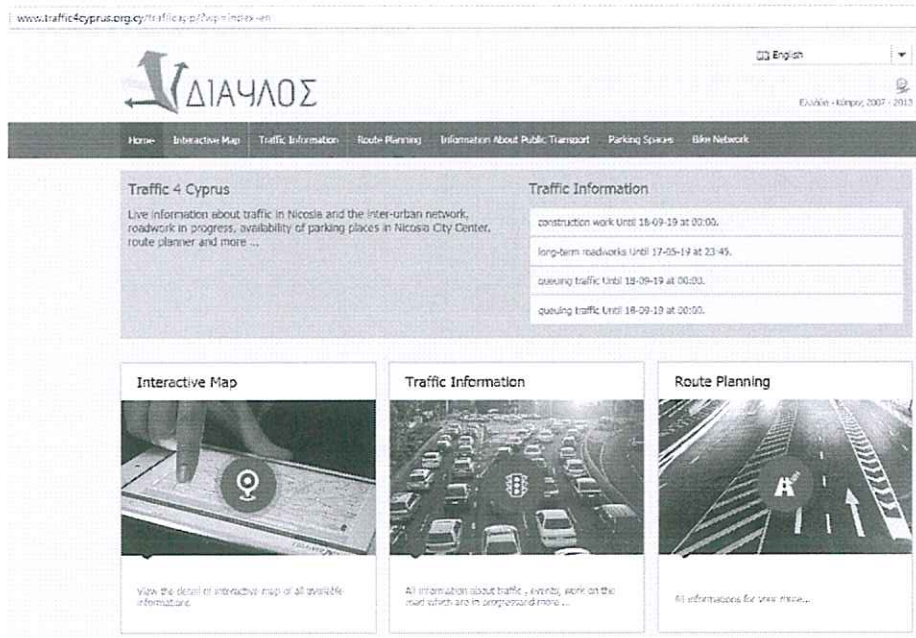 www.traffic4cyprus.org.cy/trafficapp/?wp=index-en
English
ΔΙΑΥΛΟΣ
Ελλάδα - Κύπρος 2007 - 2013
Home Interactive Map Traffic Information Route Planning Information About Public Transport Parking Spaces Bike Network
Traffic 4 Cyprus
Live information about traffic in Nicosia and the inter-urban network,
roadwork in progress, availability of parking places in Nicosia City Center,
route planner and more ...
Traffic Information
construction work Until 18-09-19 at 00:00.
long-term roadworks Until 17-05-19 at 23:45.
queuing traffic Until 18-09-19 at 00:00.
queuing traffic Until 18-09-19 at 00:00.
Interactive Map
Traffic Information
Route Planning
View the detail of interactive map of all available
informations
All information about traffic , events, work on the
road which are in progress and more ...
All informations for your route...